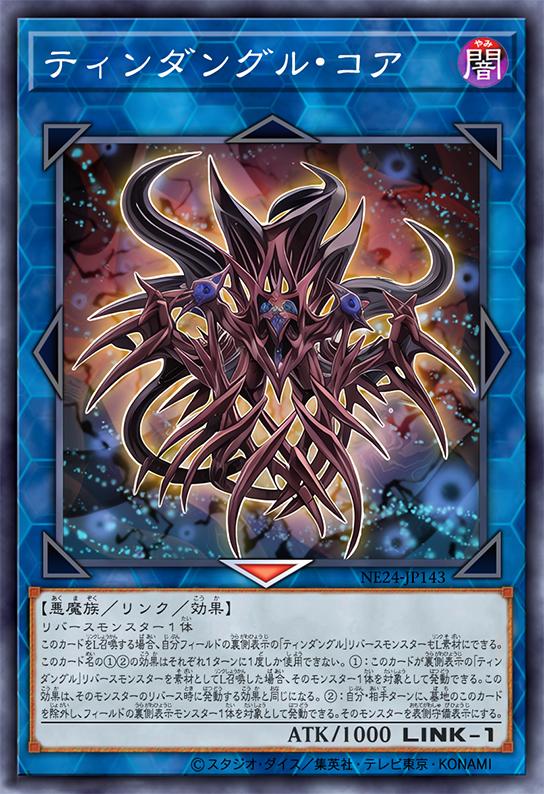 ティンダングル・コア
闇
やみ
NE24-JP143
【悪魔族／リンク／効果】
リバースモンスター１体
このカードをL召喚する場合、自分フィールドの裏側表示の「ティンダングル」リバースモンスターもL素材にできる。
このカード名の①②の効果はそれぞれ1ターンに1度しか使用できない。①：このカードが裏側表示の「ティン
ダングル」リバースモンスターを素材としてL召喚した場合、そのモンスター1体を対象として発動できる。この
効果は、そのモンスターのリバース時に発動する効果と同じになる。②：自分・相手ターンに、墓地のこのカード
を除外し、フィールドの裏側表示モンスター1体を対象として発動できる。そのモンスターを表側守備表示にする。
ATK/1000 LINK-1
©スタジオ・ダイス／集英社・テレビ東京・KONAMI